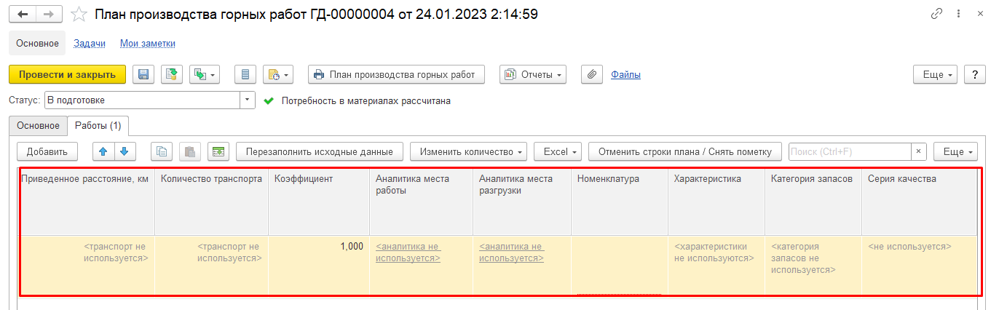 План производства горных работ ГД-00000004 от 24.01.2023 2:14:59
Основное Задачи Мои заметки
Провести и закрыть План производства горных работ Отчеты Файлы Еще ?
Статус: В подготовке Потребность в материалах рассчитана
Основное Работы (1)
Добавить Перезаполнить исходные данные Изменить количество Excel Отменить строки плана / Снять пометку Поиск (Ctrl+F) × Еще
Приведенное расстояние, км Количество транспорта Коэффициент Аналитика места Аналитика места Номенклатура Характеристика Категория запасов Серия качества
работы разгрузки
<транспорт не <транспорт не 1,000 <аналитика не <аналитика не <характеристики <категория <не используется>
используется> используется> используется> используется> не используются> запасов не
используется>